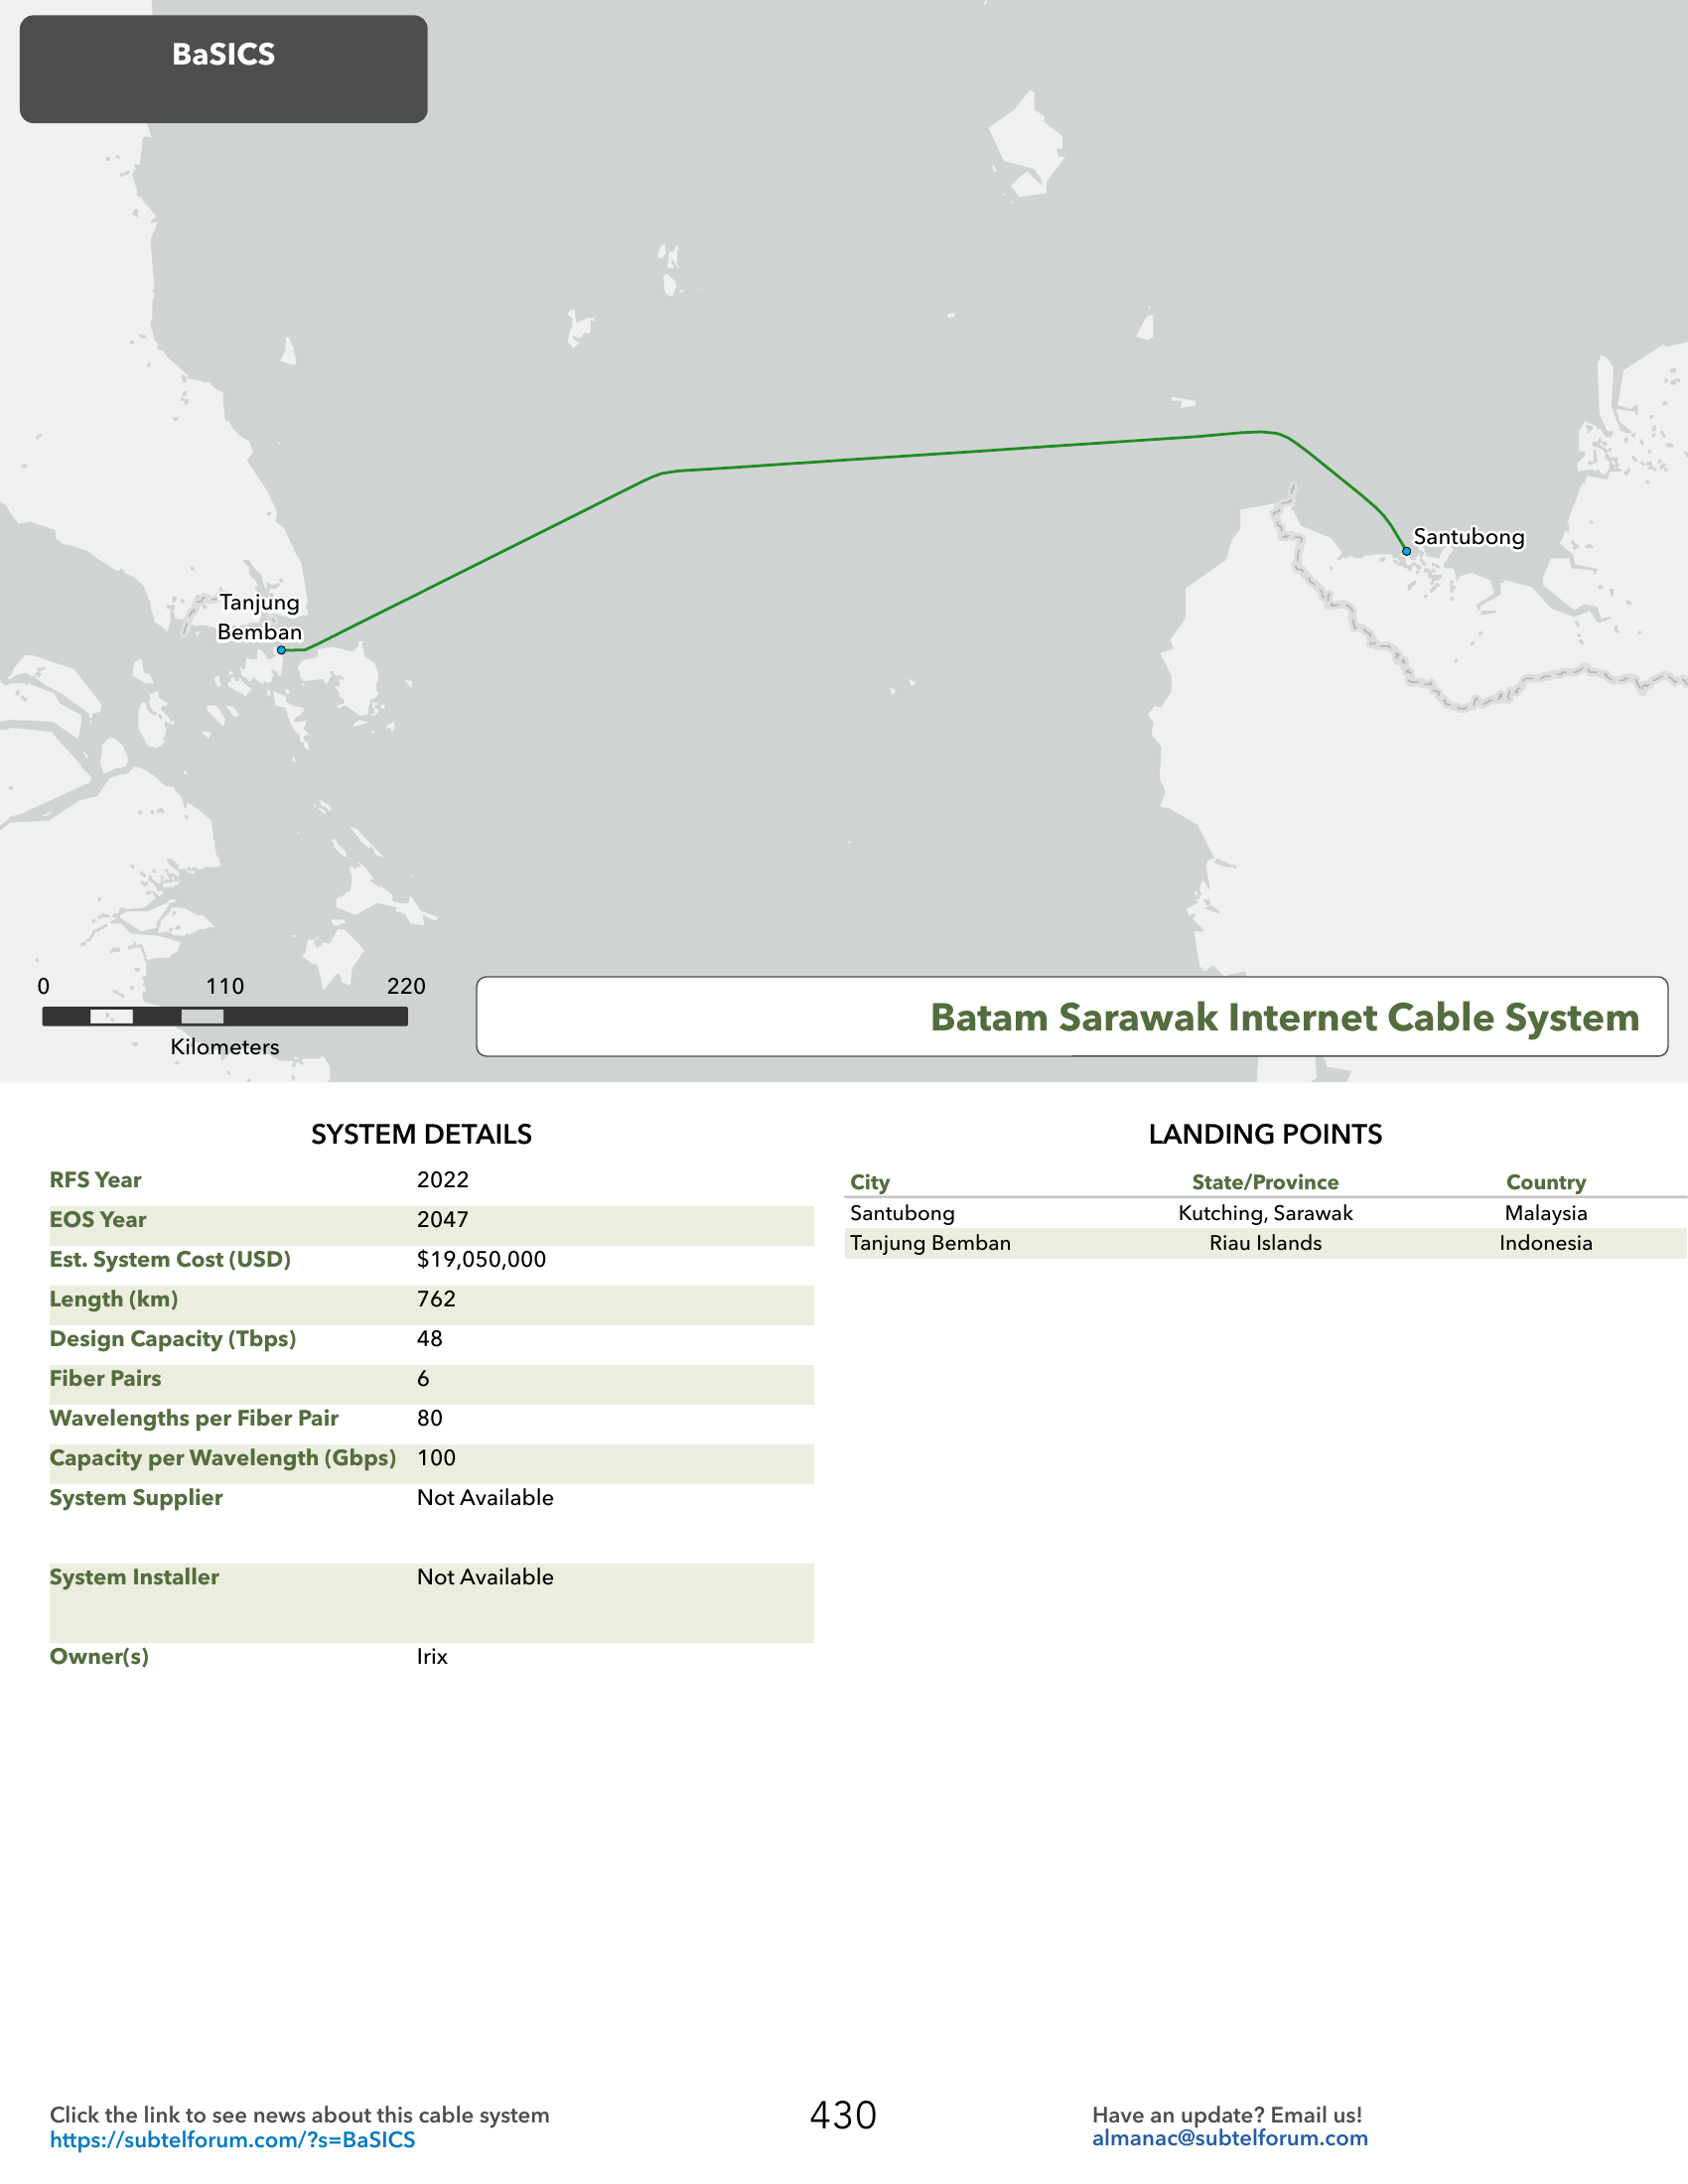 BaSICS
Santubong
Tanjung
Bemban
0 110 220
Kilometers
Batam Sarawak Internet Cable System
SYSTEM DETAILS
RFS Year 2022
EOS Year 2047
Est. System Cost (USD) $19,050,000
Length (km) 762
Design Capacity (Tbps) 48
Fiber Pairs 6
Wavelengths per Fiber Pair 80
Capacity per Wavelength (Gbps) 100
System Supplier Not Available
System Installer Not Available
Owner(s) Irix
LANDING POINTS
City State/Province Country
Santubong Kutching, Sarawak Malaysia
Tanjung Bemban Riau Islands Indonesia
Click the link to see news about this cable system
https://subtelforum.com/?s=BaSICS
430
Have an update? Email us!
almanac@subtelforum.com